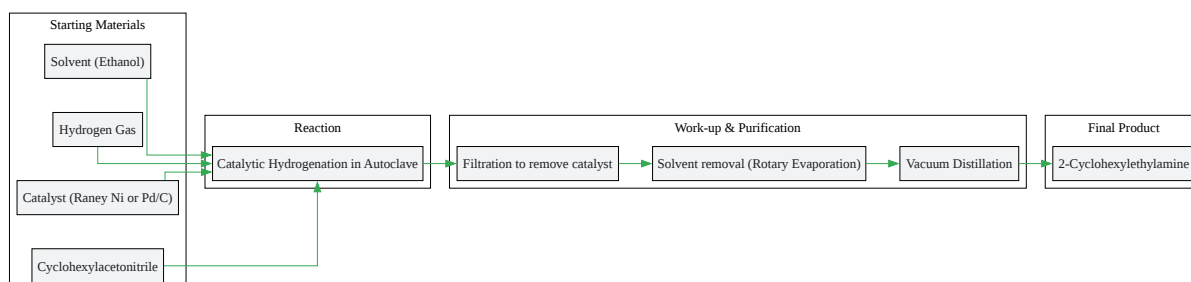 Starting Materials
Solvent (Ethanol)
Hydrogen Gas
Catalyst (Raney Ni or Pd/C)
Cyclohexylacetonitrile
Reaction
Catalytic Hydrogenation in Autoclave
Work-up & Purification
Filtration to remove catalyst
Solvent removal (Rotary Evaporation)
Vacuum Distillation
Final Product
2-Cyclohexylethylamine